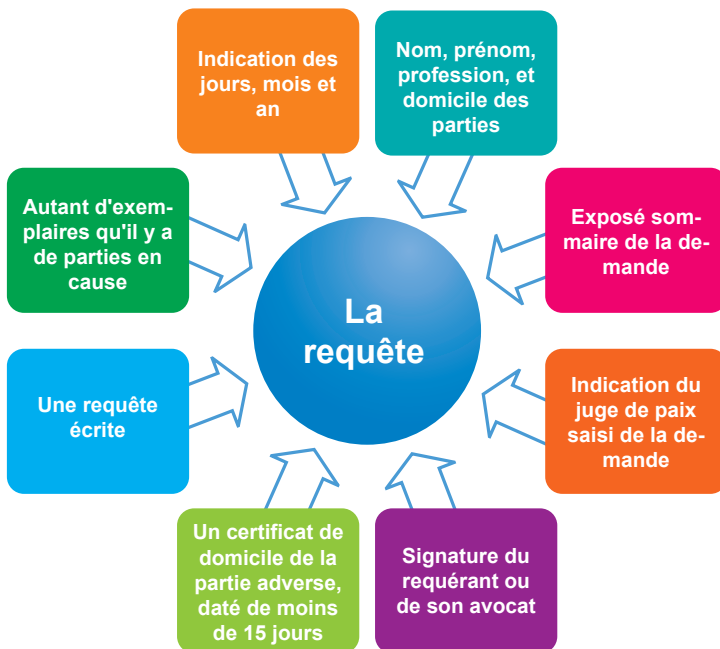 Indication des
jours, mois et
an
Nom, prénom,
profession, et
domicile des
parties
Autant d'exem-
plaires qu'il y a
de parties en
cause
Exposé som-
maire de la de-
mande
La
requête
Une requête
écrite
Indication du
juge de paix
saisi de la de-
mande
Un certificat de
domicile de la
partie adverse,
daté de moins
de 15 jours
Signature du
requérant ou
de son avocat